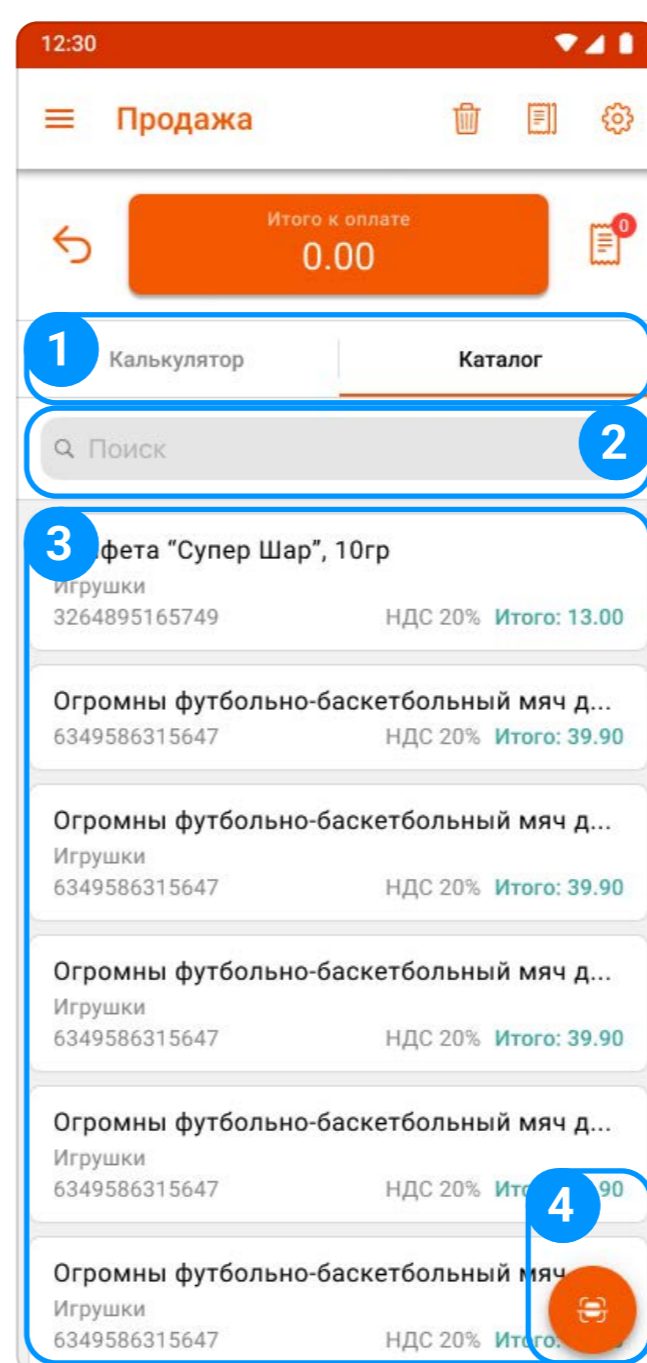 12:30
Продажа
Итого к оплате
0.00
0
1
Калькулятор
Каталог
Поиск
2
3
“Супер Шар”, 10гр
Игрушки
3264895165749 НДС 20% Итого: 13.00
Огромны футбольно-баскетбольный мяч д...
6349586315647 НДС 20% Итого: 39.90
Огромны футбольно-баскетбольный мяч д...
Игрушки
6349586315647 НДС 20% Итого: 39.90
Огромны футбольно-баскетбольный мяч д...
Игрушки
6349586315647 НДС 20% Итого: 39.90
Огромны футбольно-баскетбольный мяч д...
Игрушки
6349586315647 НДС 20%
4
Огромны футбольно-баскетбольный мяч
Игрушки
6349586315647 НДС 20% Итого: